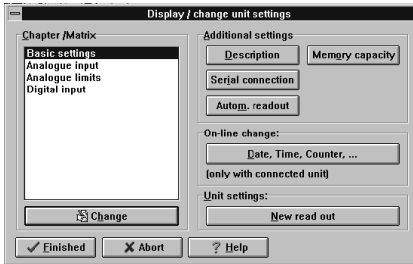 Display / change unit settings
Chapter /Matrix
Basic settings
Analogue input
Analogue limits
Digital input
Change
Additional settings
Description
Memory capacity
Serial connection
Autom. readout
On-line change:
Date, Time, Counter, ...
(only with connected unit)
Unit settings:
New read out
Finished
Abort
? Help